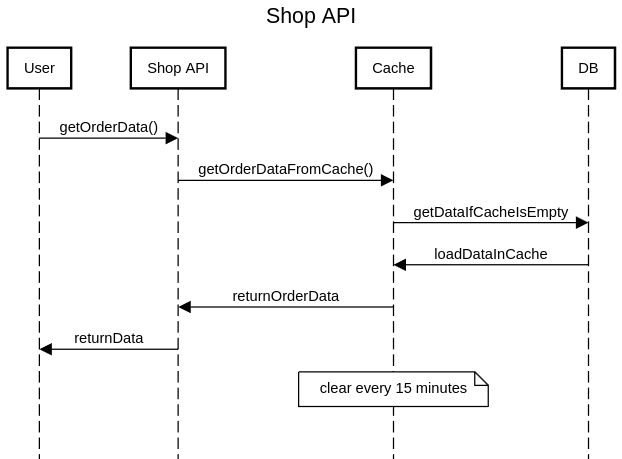 Shop API
User
Shop API
Cache
DB
getOrderData()
getOrderDataFromCache()
getDataIfCacheIsEmpty
loadDataInCache
returnOrderData
returnData
clear every 15 minutes